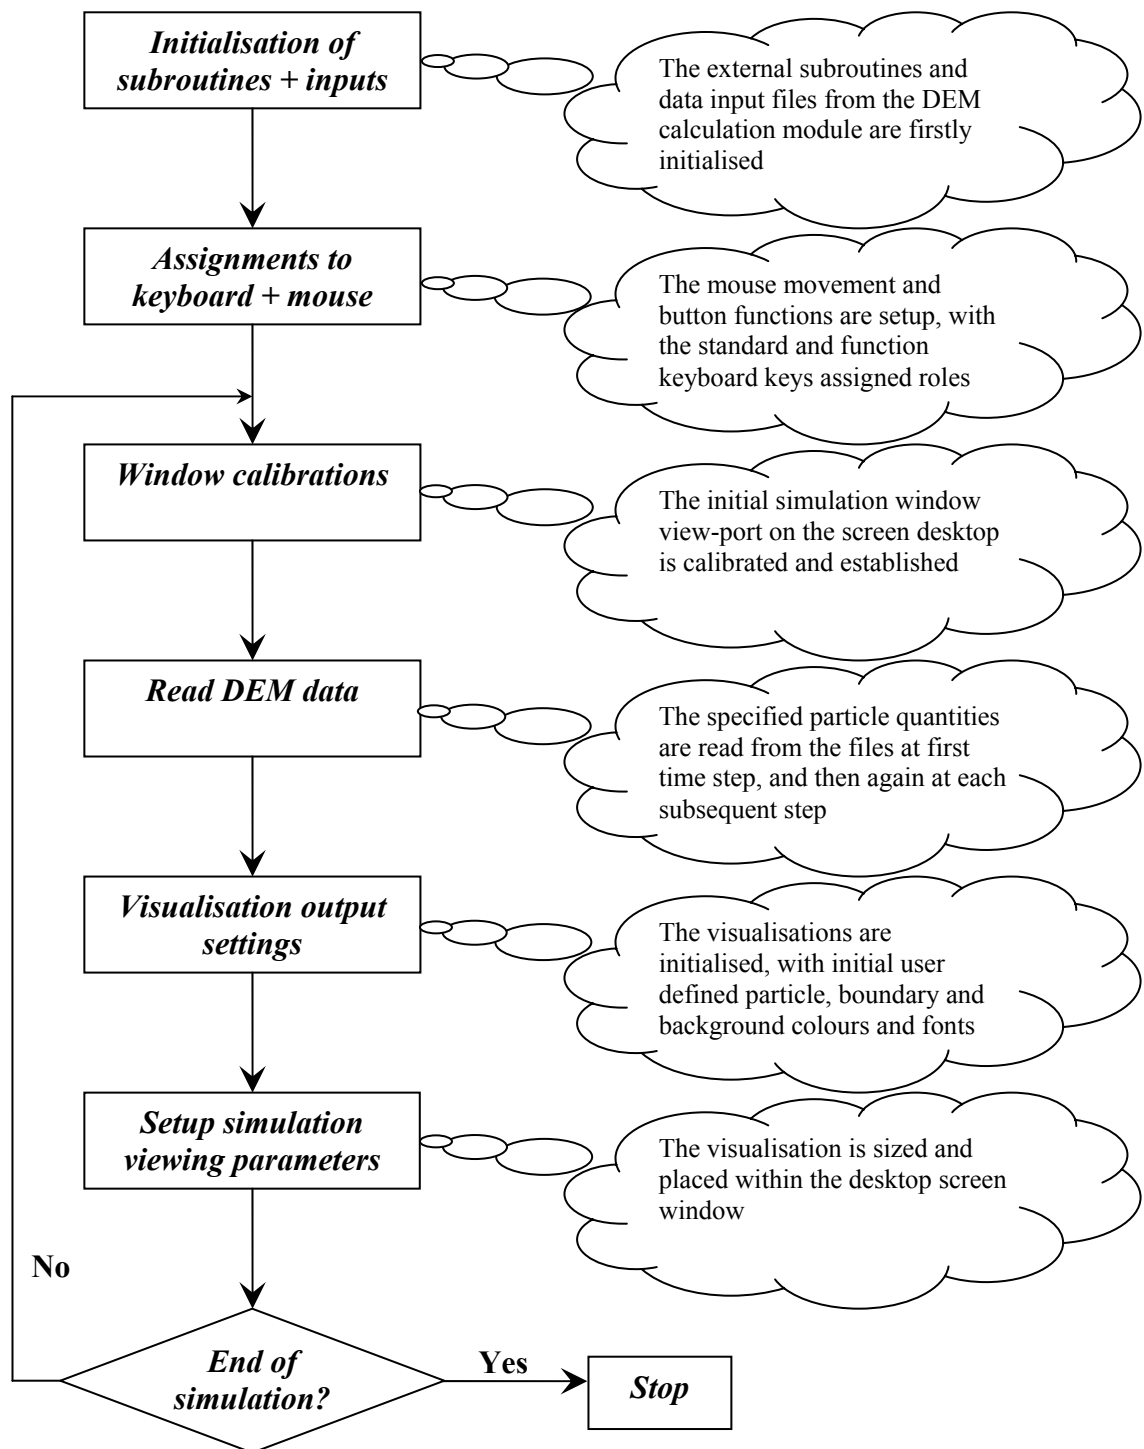 Initialisation of
subroutines + inputs
The external subroutines and
data input files from the DEM
calculation module are firstly
initialised
Assignments to
keyboard + mouse
The mouse movement and
button functions are setup, with
the standard and function
keyboard keys assigned roles
Window calibrations
The initial simulation window
view-port on the screen desktop
is calibrated and established
Read DEM data
The specified particle quantities
are read from the files at first
time step, and then again at each
subsequent step
Visualisation output
settings
The visualisations are
initialised, with initial user
defined particle, boundary and
background colours and fonts
Setup simulation
viewing parameters
The visualisation is sized and
placed within the desktop screen
window
No
End of
simulation?
Yes
Stop